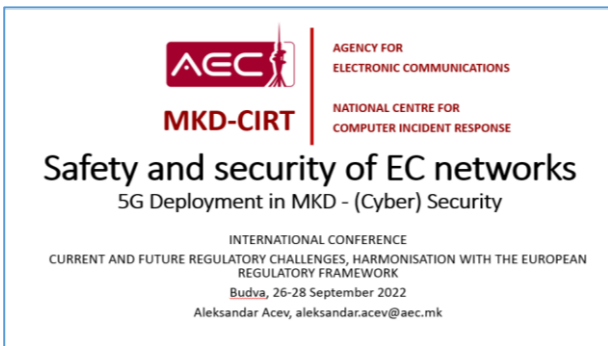 AEC
AGENCY FOR
ELECTRONIC COMMUNICATIONS
MKD-CIRT
NATIONAL CENTRE FOR
COMPUTER INCIDENT RESPONSE
Safety and security of EC networks
5G Deployment in MKD - (Cyber) Security
INTERNATIONAL CONFERENCE
CURRENT AND FUTURE REGULATORY CHALLENGES, HARMONISATION WITH THE EUROPEAN
REGULATORY FRAMEWORK
Budva, 26-28 September 2022
Aleksandar Acev, aleksandar.acev@aec.mk